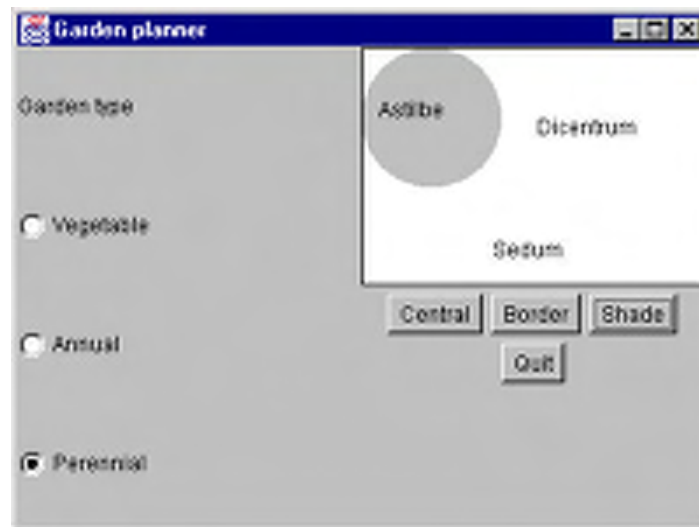 Garden planner
Garden type
Vegetable
Annual
Perennial
Astilbe
Dicentrum
Sedum
Central Border Shade
Quit